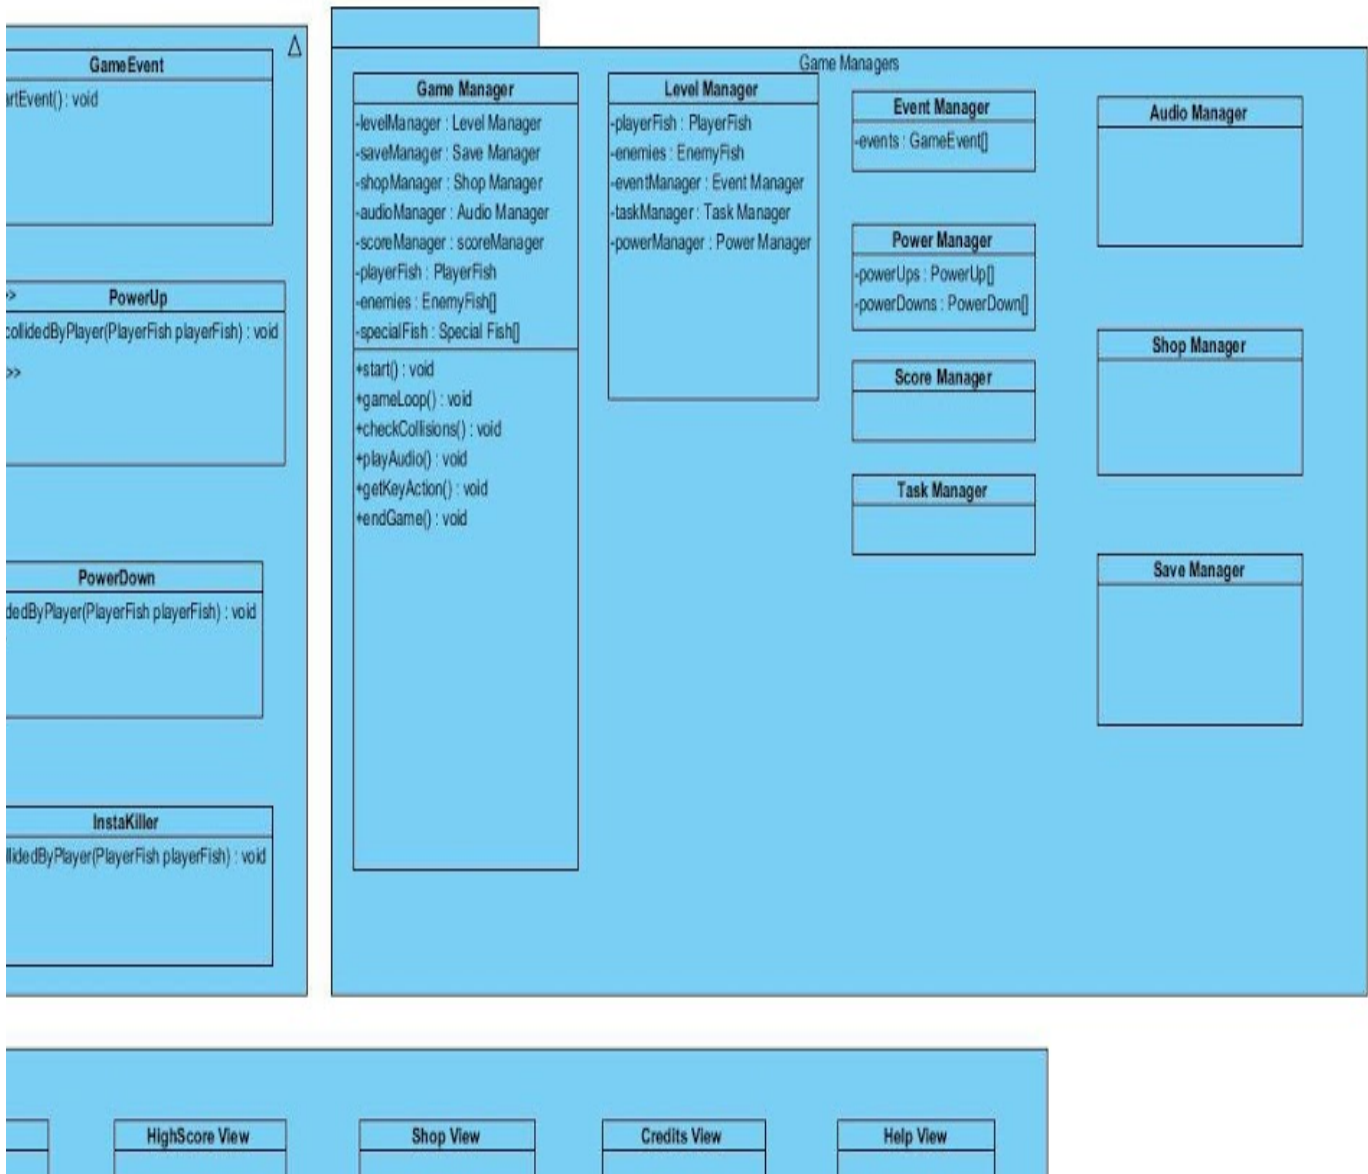 GameEvent
artEvent() : void
>>
PowerUp
collidedByPlayer(PlayerFish playerFish) : void
>>
PowerDown
dedByPlayer(PlayerFish playerFish) : void
InstaKiller
llidedByPlayer(PlayerFish playerFish) : void
Game Managers
Game Manager
-levelManager : Level Manager
-saveManager : Save Manager
-shopManager : Shop Manager
-audioManager : Audio Manager
-scoreManager : scoreManager
-playerFish : PlayerFish
-enemies : EnemyFish[]
-specialFish : Special Fish[]
+start() : void
+gameLoop() : void
+checkCollisions() : void
+playAudio() : void
+getKeyAction() : void
+endGame() : void
Level Manager
-playerFish : PlayerFish
-enemies : EnemyFish
-eventManager : Event Manager
-taskManager : Task Manager
-powerManager : Power Manager
Event Manager
-events : GameEvent[]
Power Manager
-powerUps : PowerUp[]
-powerDowns : PowerDown[]
Score Manager
Task Manager
Audio Manager
Shop Manager
Save Manager
HighScore View
Shop View
Credits View
Help View